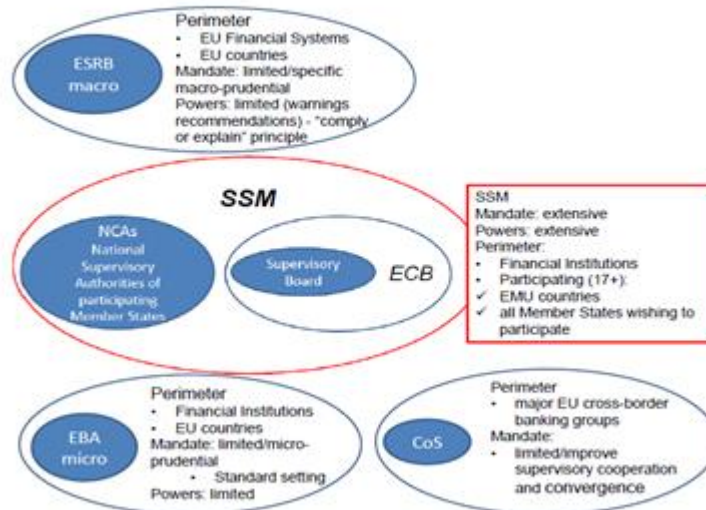 Perimeter
• EU Financial Systems
• EU countries
Mandate: limited/specific
macro-prudential
Powers: limited (warnings
recommendations) - "comply
or explain" principle
ESRB
macro
SSM
NCAs
National
Supervisory
Authorities of
participating
Member States
Supervisory
Board
ECB
SSM
Mandate: extensive
Powers: extensive
Perimeter:
• Financial Institutions
• Participating (17+):
✓ EMU countries
✓ all Member States wishing to
participate
Perimeter
• Financial Institutions
• EU countries
Mandate: limited/micro-
prudential
• Standard setting
Powers: limited
EBA
micro
Perimeter
• major EU cross-border
banking groups
Mandate:
• limited/improve
supervisory cooperation
and convergence
CoS